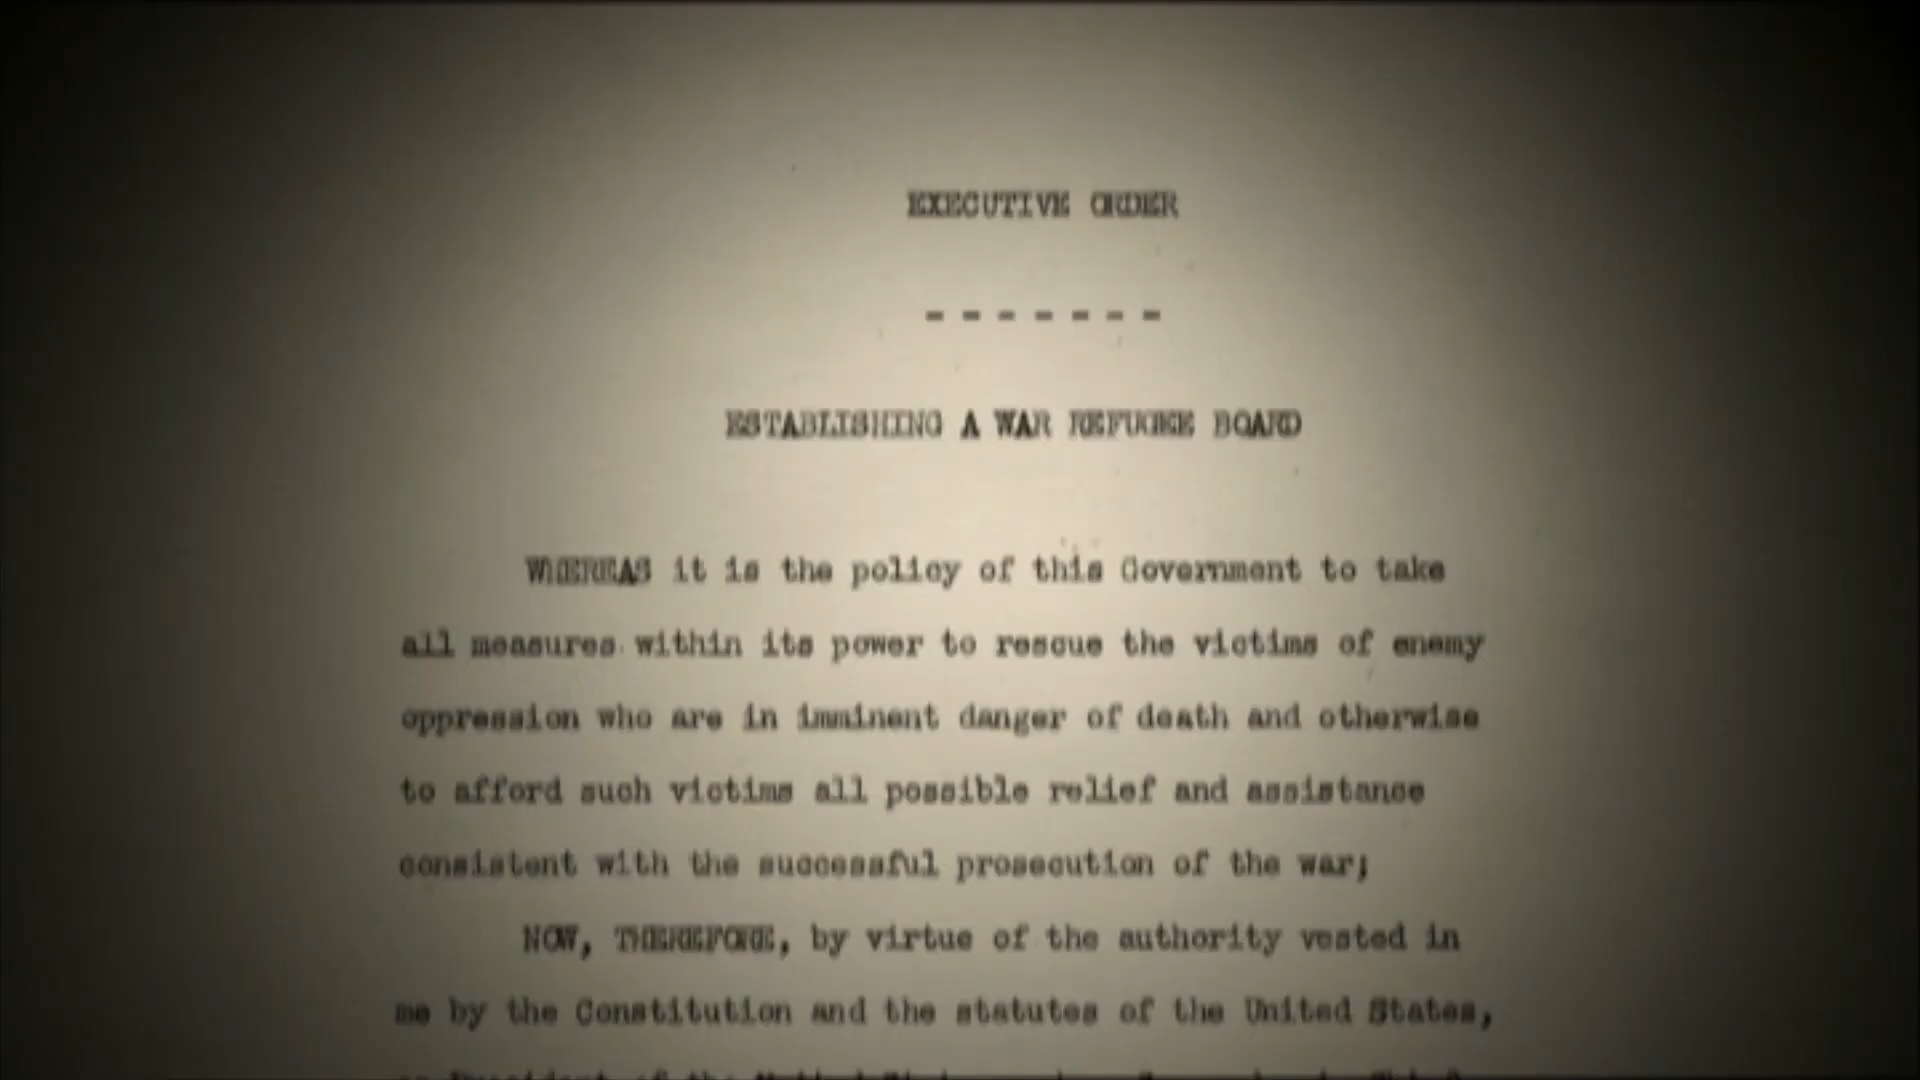 EXECUTIVE ORDER
- - - - - - -
ESTABLISHING A WAR REFUGEE BOARD
WHEREAS it is the policy of this Government to take
all measures within its power to rescue the victims of enemy
oppression who are in imminent danger of death and otherwise
to afford such victims all possible relief and assistance
consistent with the successful prosecution of the war;
NOW, THEREFORE, by virtue of the authority vested in
me by the Constitution and the statutes of the United States,